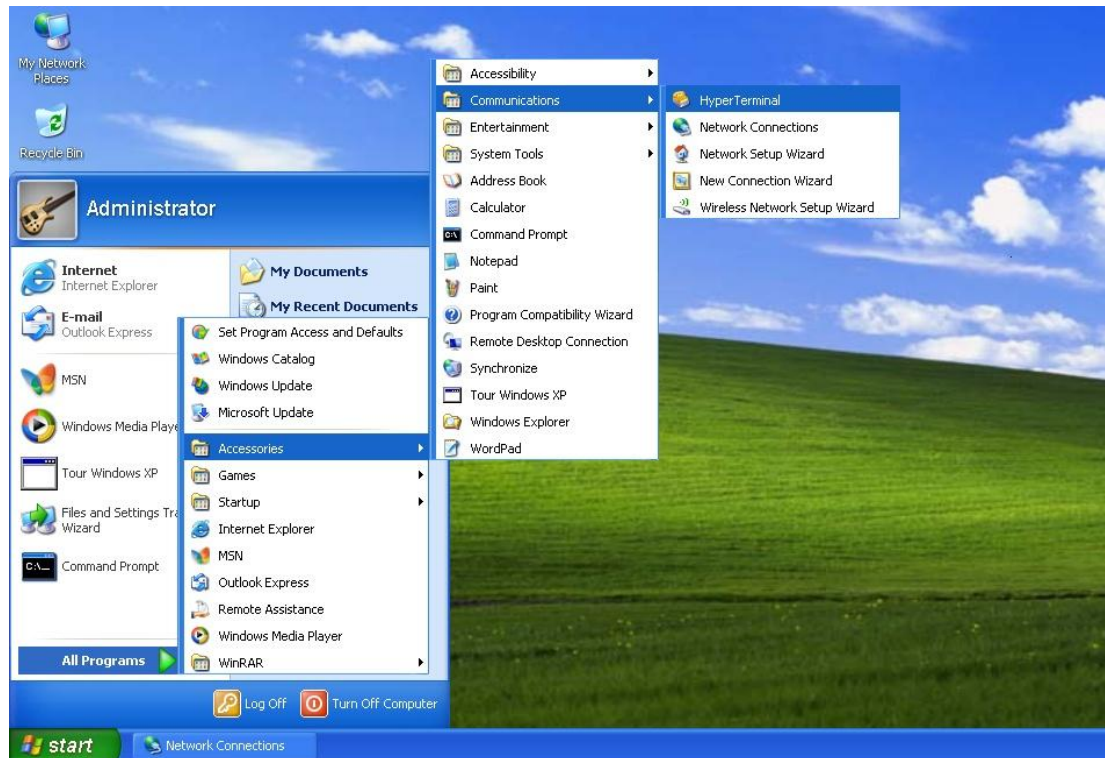 My Network
Places
Recycle Bin
Administrator
Internet
Internet Explorer
E-mail
Outlook Express
MSN
Windows Media Playe
Tour Windows XP
Files and Settings Tra
Wizard
Command Prompt
All Programs
My Documents
My Recent Documents
Set Program Access and Defaults
Windows Catalog
Windows Update
Microsoft Update
Accessories
Games
Startup
Internet Explorer
MSN
Outlook Express
Remote Assistance
Windows Media Player
WinRAR
Accessibility
Communications
Entertainment
System Tools
Address Book
Calculator
Command Prompt
Notepad
Paint
Program Compatibility Wizard
Remote Desktop Connection
Synchronize
Tour Windows XP
Windows Explorer
WordPad
HyperTerminal
Network Connections
Network Setup Wizard
New Connection Wizard
Wireless Network Setup Wizard
Log Off
Turn Off Computer
start
Network Connections